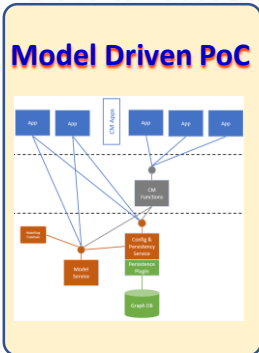 Model Driven PoC
App
App
CM Apps
App
App
App
CM
Functions
Config &
Persistency
Service
Model
Service
Persistence
Plugin
Graph DB